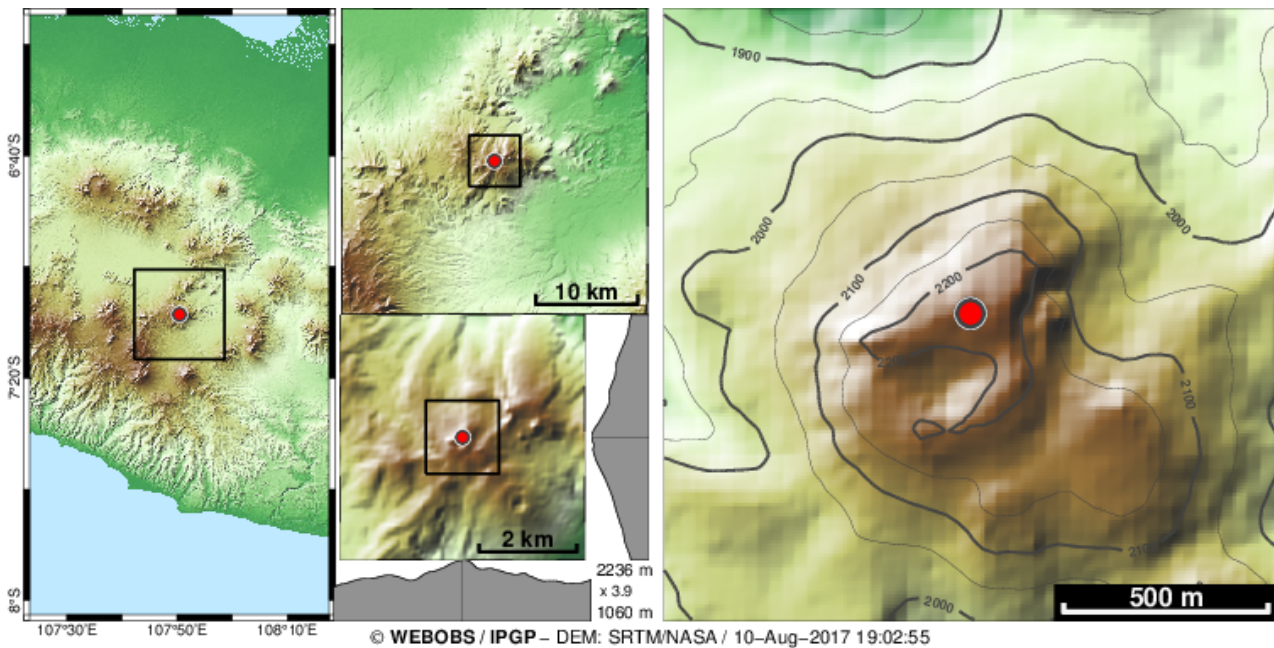 6°40'S
7°20'S
8°S
107°30'E
107°50'E
108°10'E
10 km
2 km
2236 m
x 3.9
1060 m
1900
2000
2000
2100
2200
2100
2000
500 m
© WEBOBS / IPGP – DEM: SRTM/NASA / 10–Aug–2017 19:02:55